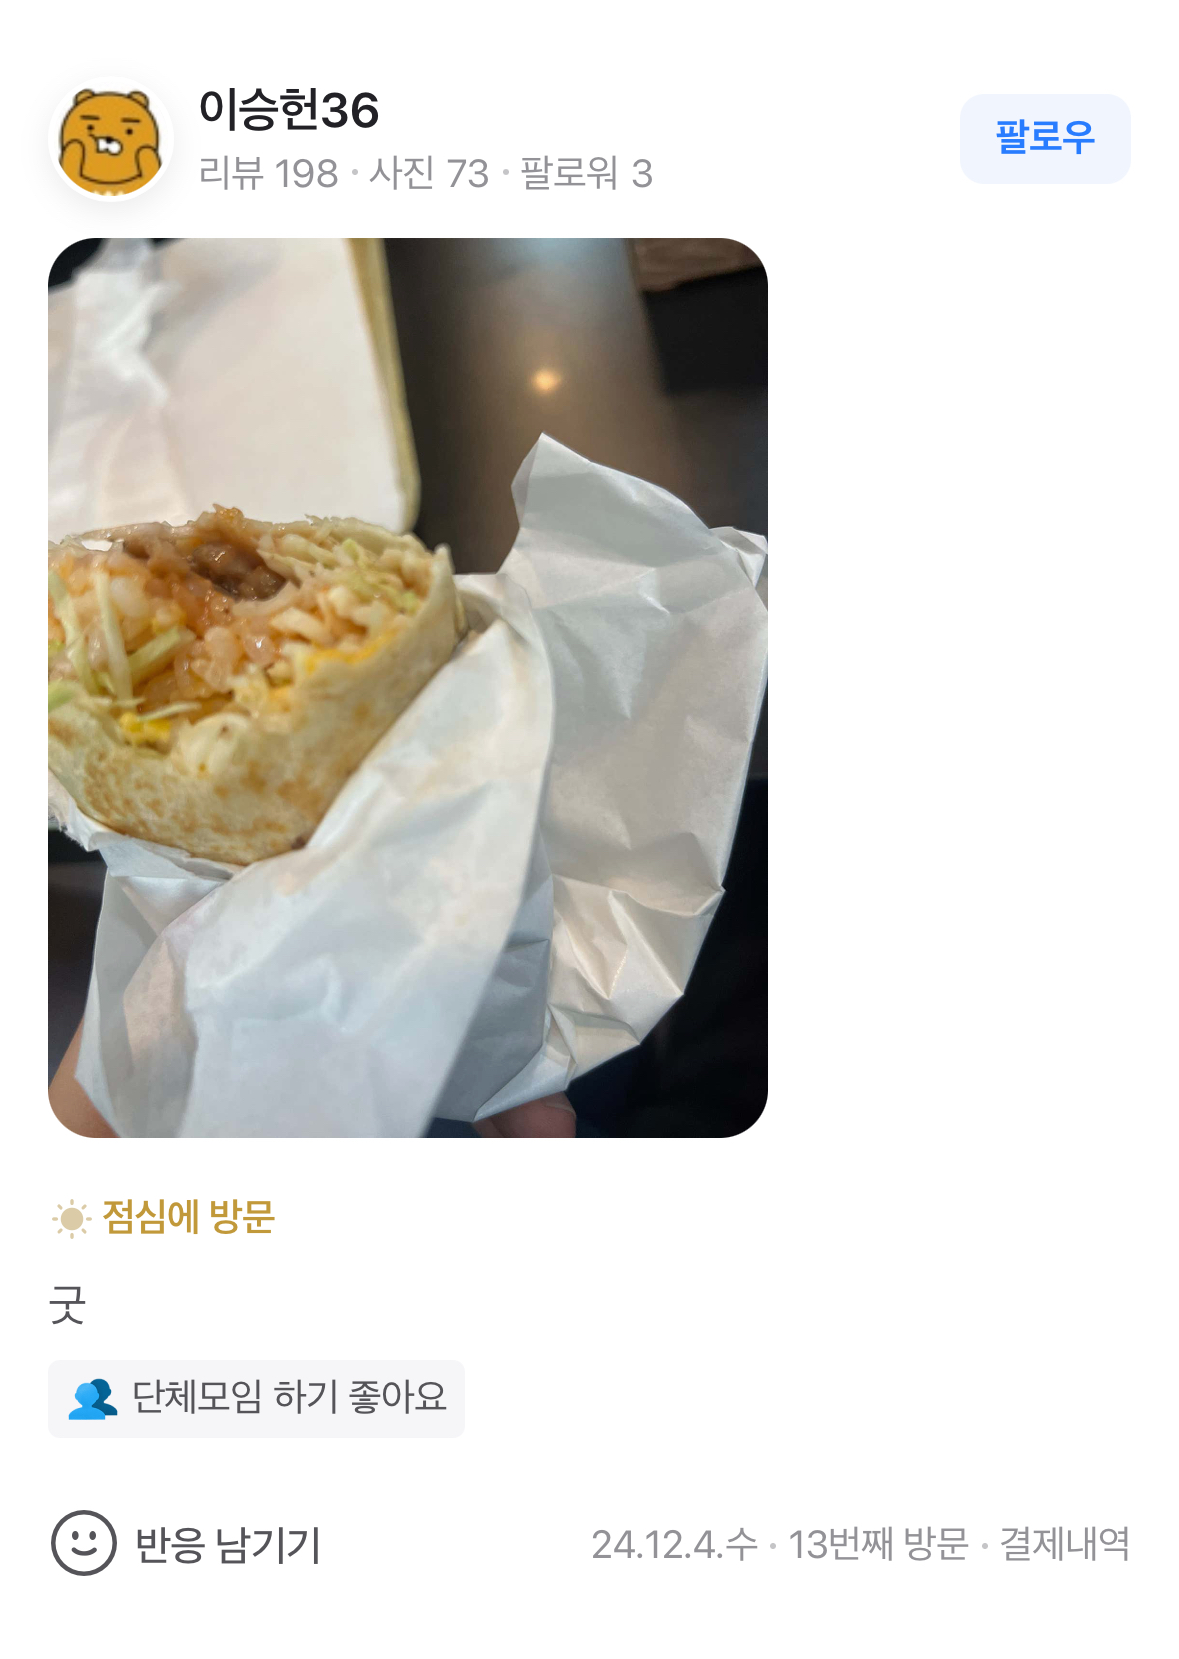 이승헌36
리뷰 198 · 사진 73 · 팔로워 3
팔로우
점심에 방문
굿
단체모임 하기 좋아요
반응 남기기
24.12.4.수 · 13번째 방문 · 결제내역